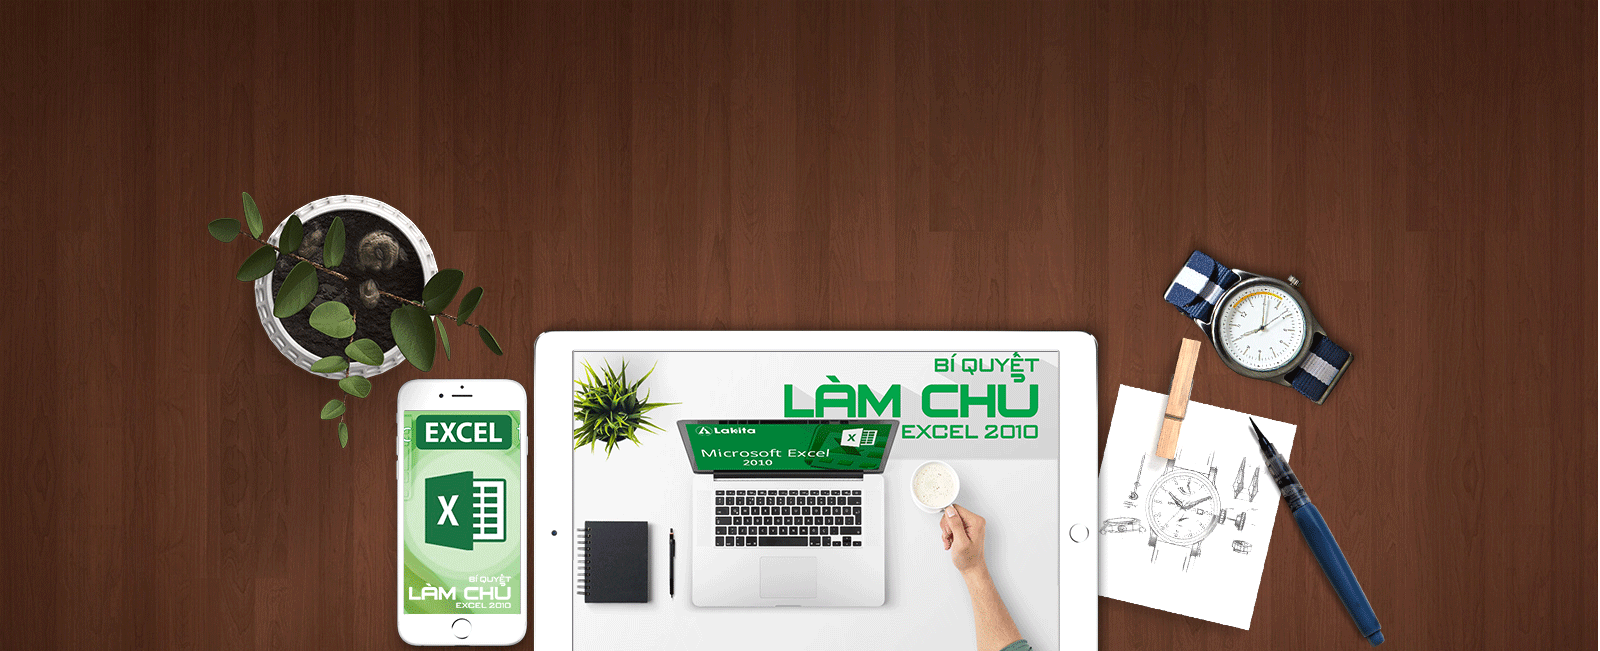 EXCEL
X
BÍ QUYẾT
LÀM CHỦ
EXCEL 2010
BÍ QUYẾT
LÀM CHỦ
EXCEL 2010
Lakita
X
Microsoft Excel
2010